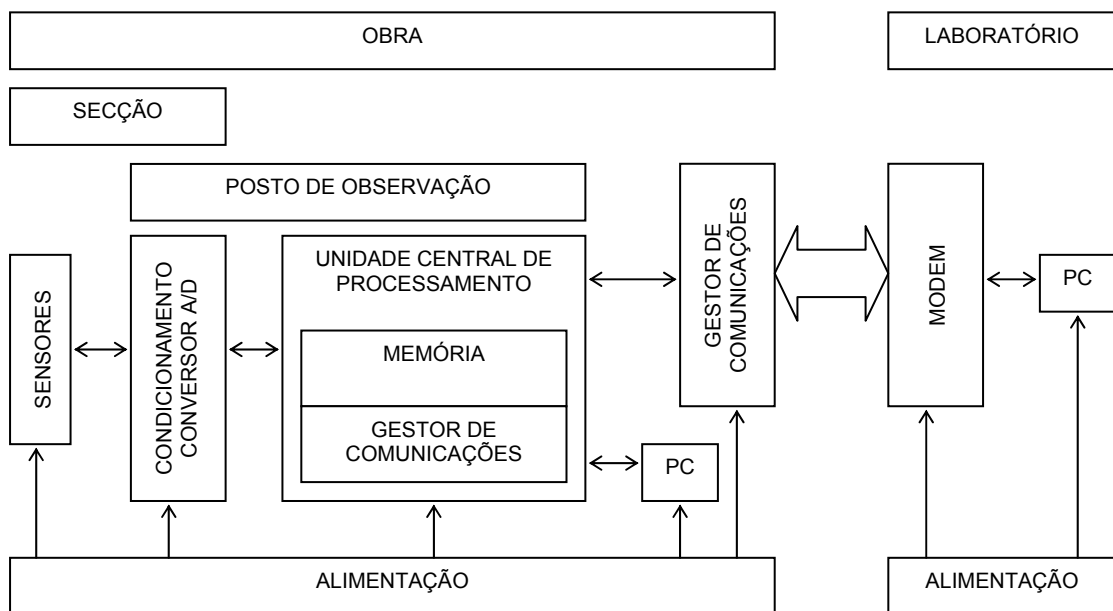 OBRA
LABORATÓRIO
SECÇÃO
POSTO DE OBSERVAÇÃO
SENSORES
CONDICIONAMENTO
CONVERSOR A/D
UNIDADE CENTRAL DE
PROCESSAMENTO
MEMÓRIA
GESTOR DE
COMUNICAÇÕES
PC
GESTOR DE
COMUNICAÇÕES
MODEM
PC
ALIMENTAÇÃO
ALIMENTAÇÃO